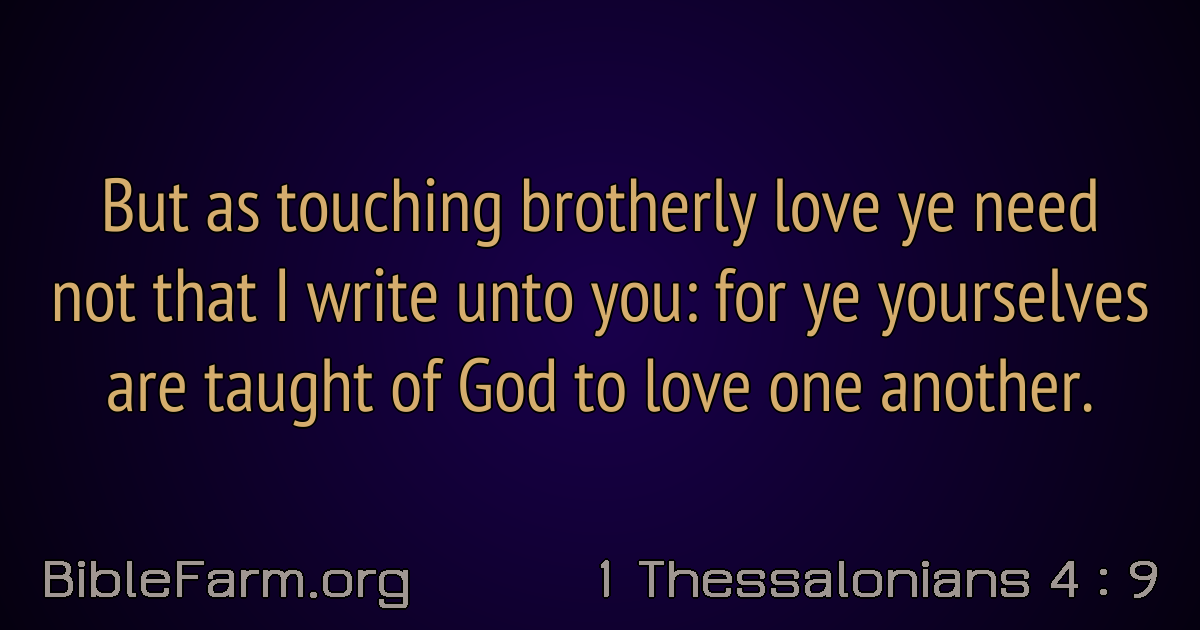 But as touching brotherly love ye need
not that I write unto you: for ye yourselves
are taught of God to love one another.
BibleFarm.org
1 Thessalonians 4 : 9